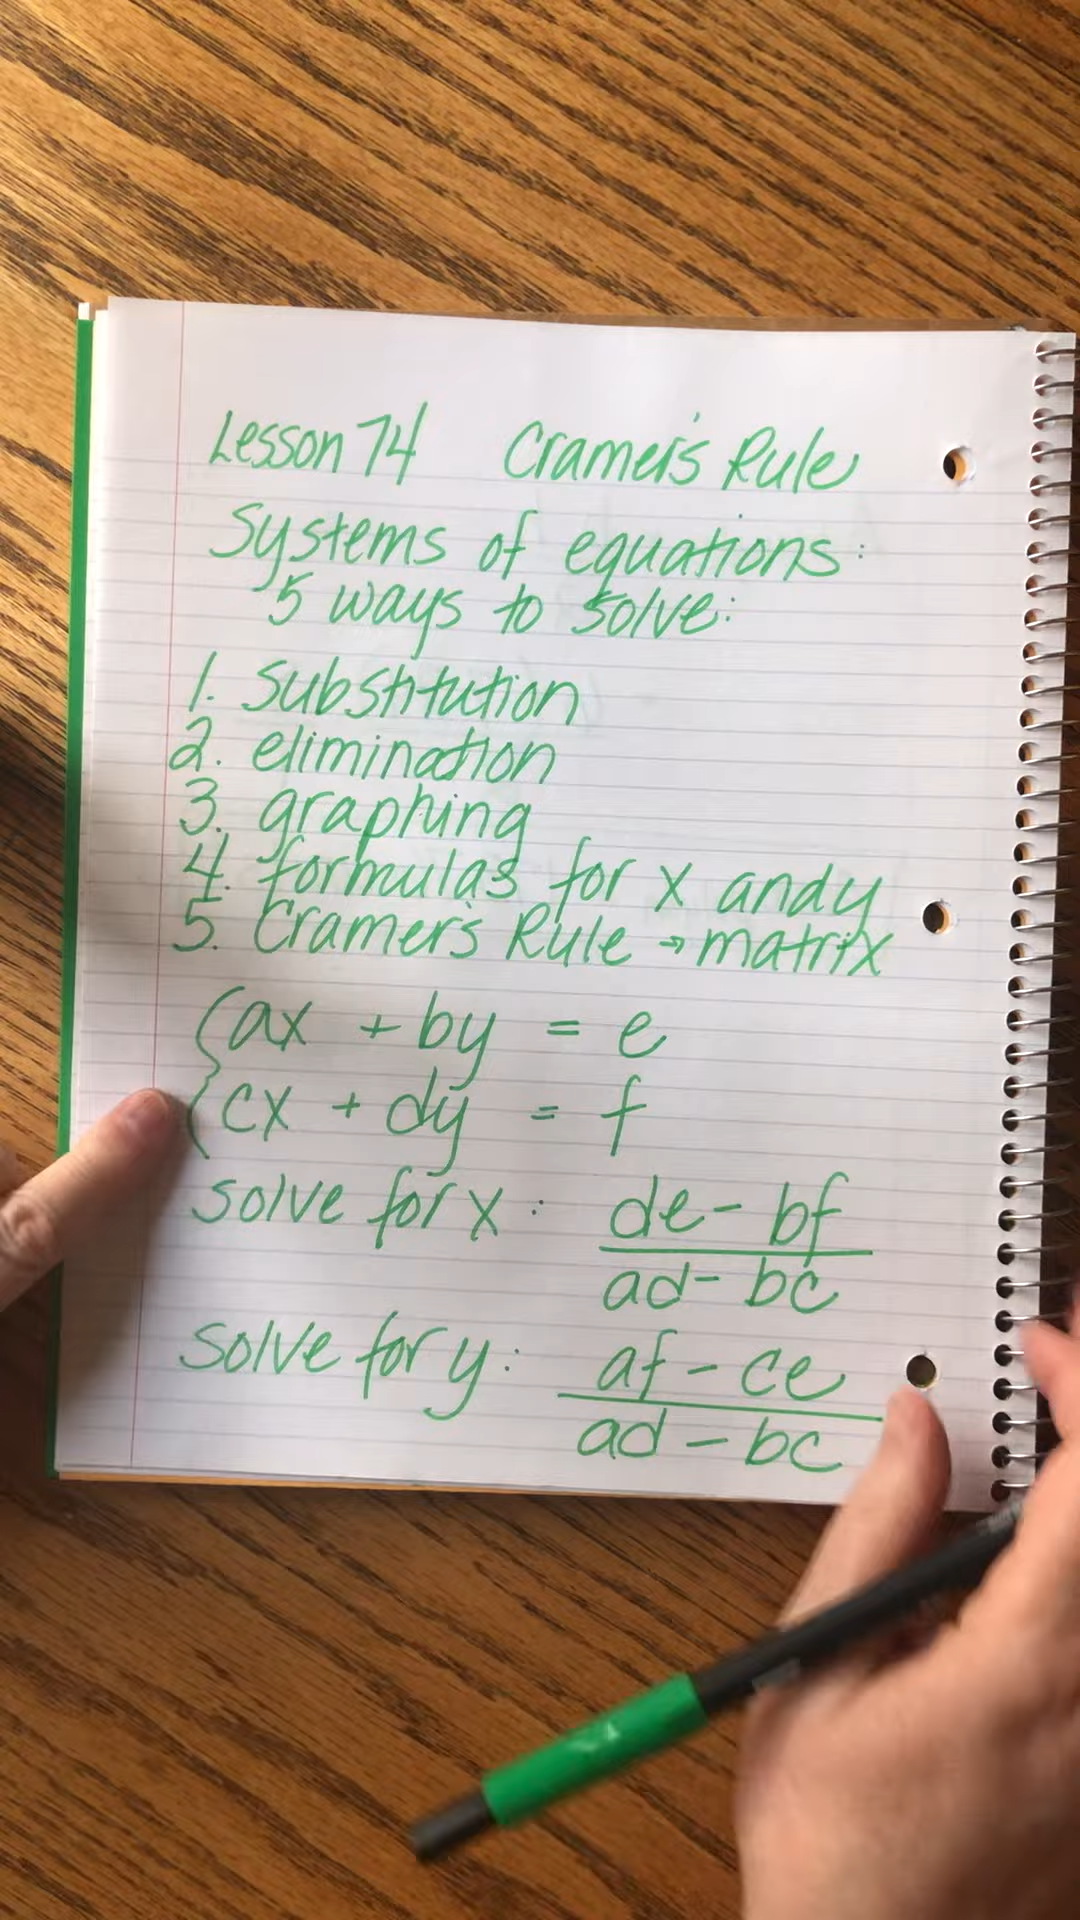 Lesson 74 Cramer's Rule
Systems of equations:
5 ways to solve:
1. substitution
2. elimination
3. graphing
4. formulas for x and y
5. Cramer's Rule → matrix
{ax + by = e
{cx + dy = f
solve for x: de - bf
ad - bc
solve for y: af - ce
ad - bc